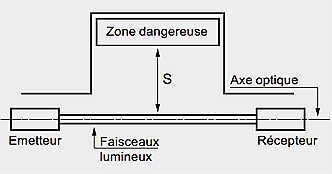 Zone dangereuse
S
Axe optique
Emetteur
Faisceaux
lumineux
Récepteur